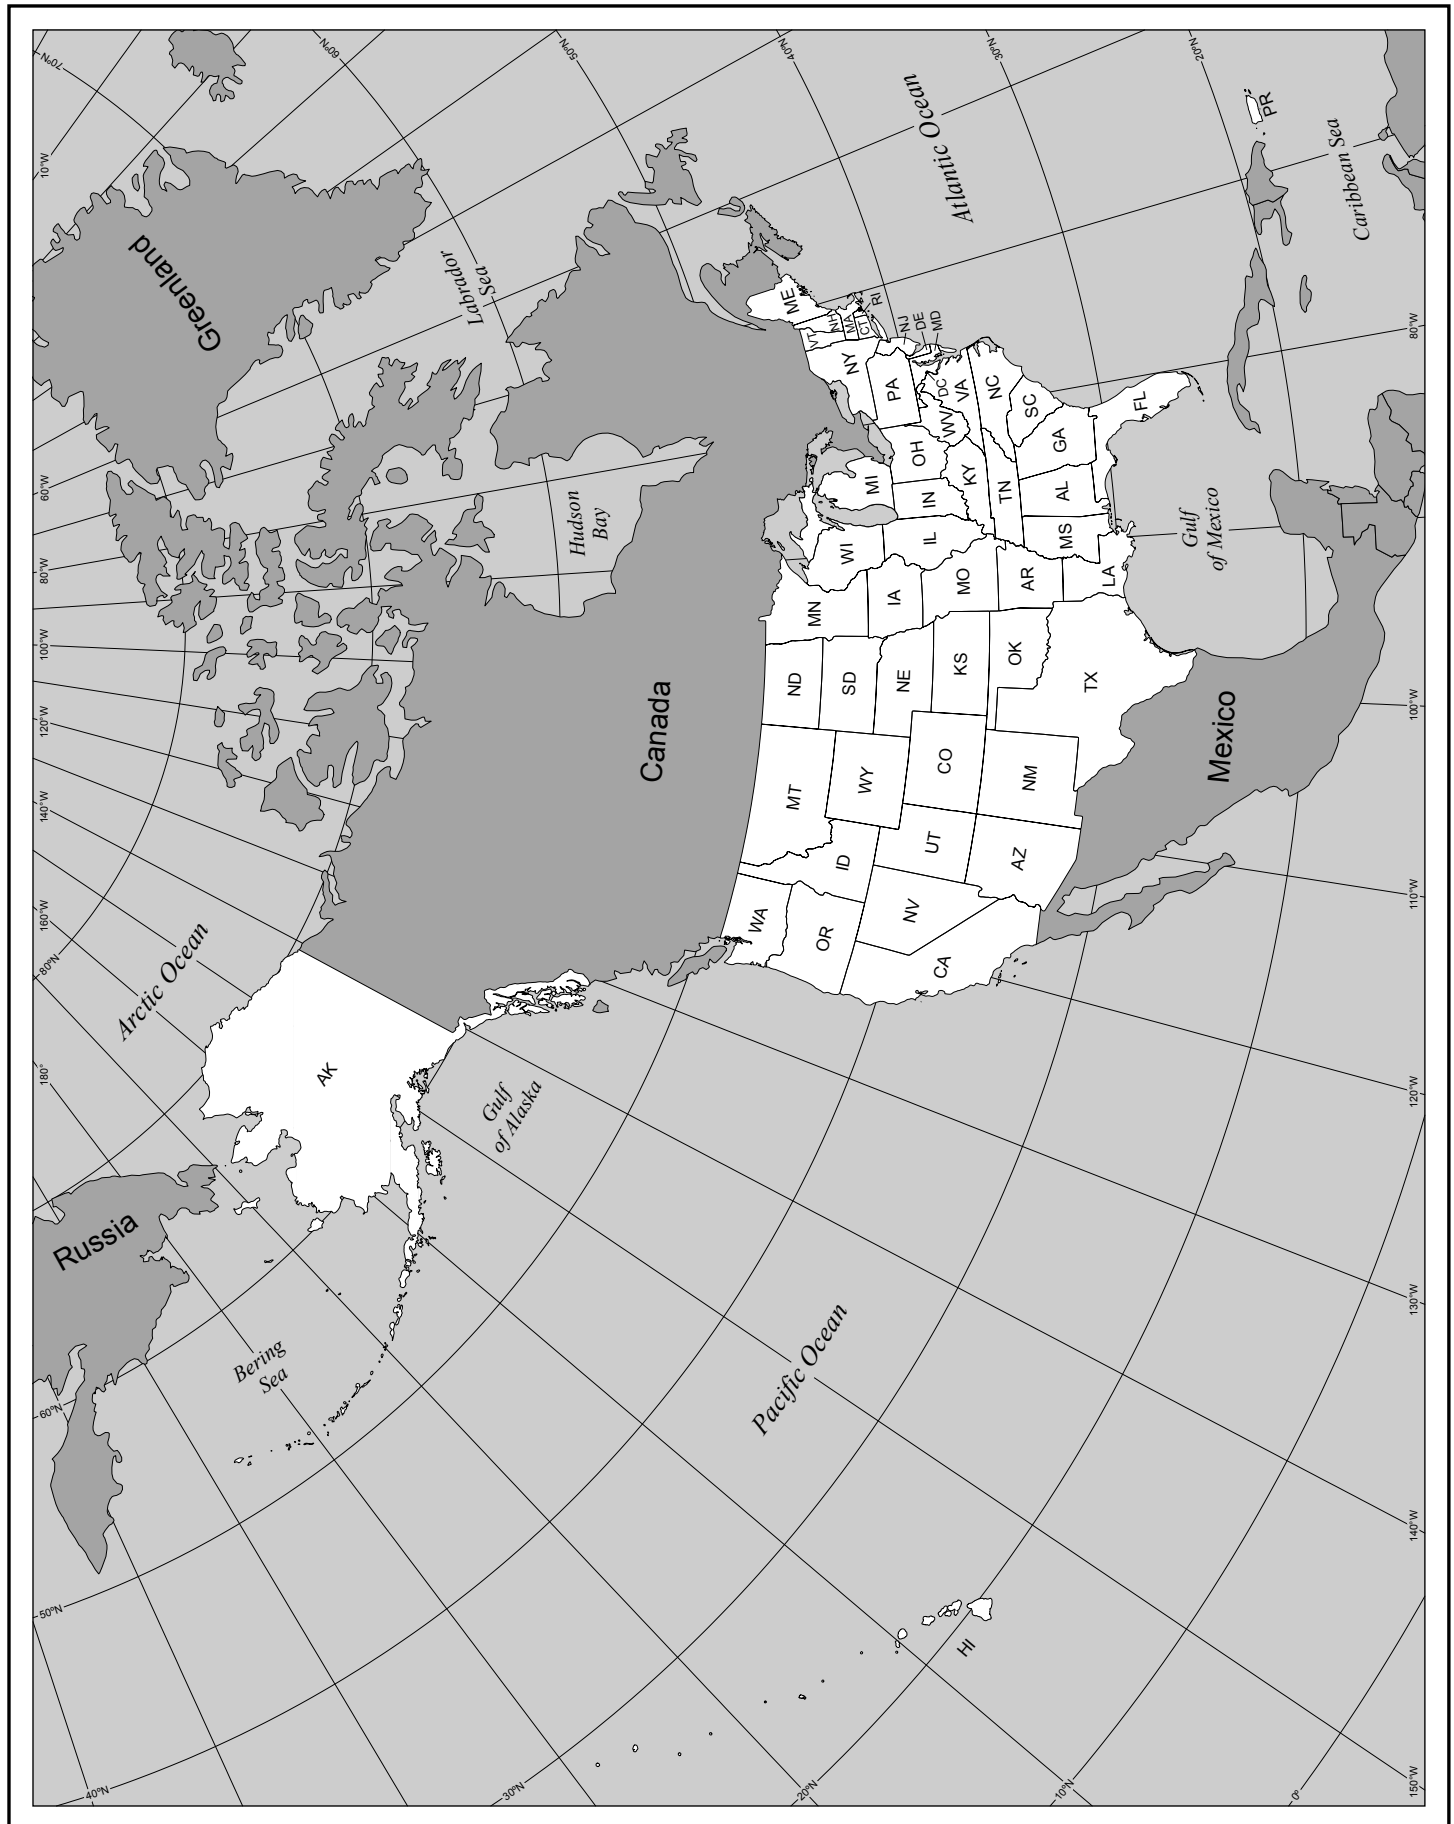 70°N
60°N
50°N
40°N
30°N
20°N
10°W
60°W
80°W
100°W
120°W
140°W
160°W
80°N
180°
60°N
50°N
40°N
30°N
20°N
10°N
0°
80°W
100°W
110°W
120°W
130°W
140°W
150°W
Greenland
Labrador
Sea
Atlantic Ocean
Caribbean Sea
PR
Hudson
Bay
Canada
Gulf
of Mexico
Mexico
Arctic Ocean
Gulf
of Alaska
Russia
Bering
Sea
Pacific Ocean
AK
HI
ME
VT
NH
MA
CT
RI
NY
NJ
DE
MD
PA
DC
VA
WV
NC
SC
GA
FL
OH
KY
TN
AL
MI
IN
IL
MS
WI
MN
IA
MO
AR
LA
ND
SD
NE
KS
OK
TX
MT
WY
CO
NM
ID
UT
AZ
WA
OR
NV
CA